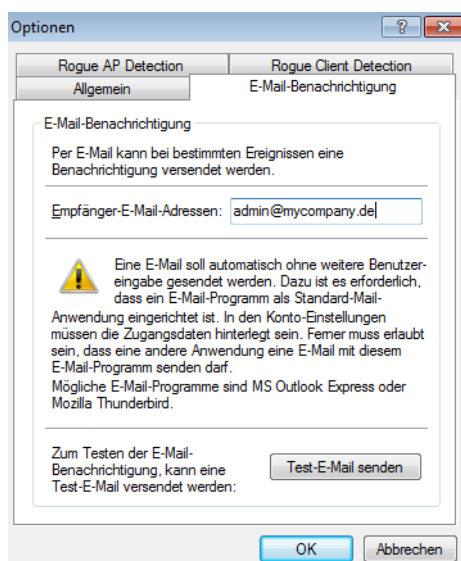 Optionen
Rogue AP Detection
Rogue Client Detection
Allgemein
E-Mail-Benachrichtigung
E-Mail-Benachrichtigung
Per E-Mail kann bei bestimmten Ereignissen eine
Benachrichtigung versendet werden.
Empfänger-E-Mail-Adressen:
admin@mycompany.de
Eine E-Mail soll automatisch ohne weitere Benutzer-
eingabe gesendet werden. Dazu ist es erforderlich,
dass ein E-Mail-Programm als Standard-Mail-
Anwendung eingerichtet ist. In den Konto-Einstellungen
müssen die Zugangsdaten hinterlegt sein. Ferner muss erlaubt
sein, dass eine andere Anwendung eine E-Mail mit diesem
E-Mail-Programm senden darf.
Mögliche E-Mail-Programme sind MS Outlook Express oder
Mozilla Thunderbird.
Zum Testen der E-Mail-
Benachrichtigung, kann eine
Test-E-Mail versendet werden:
Test-E-Mail senden
OK
Abbrechen